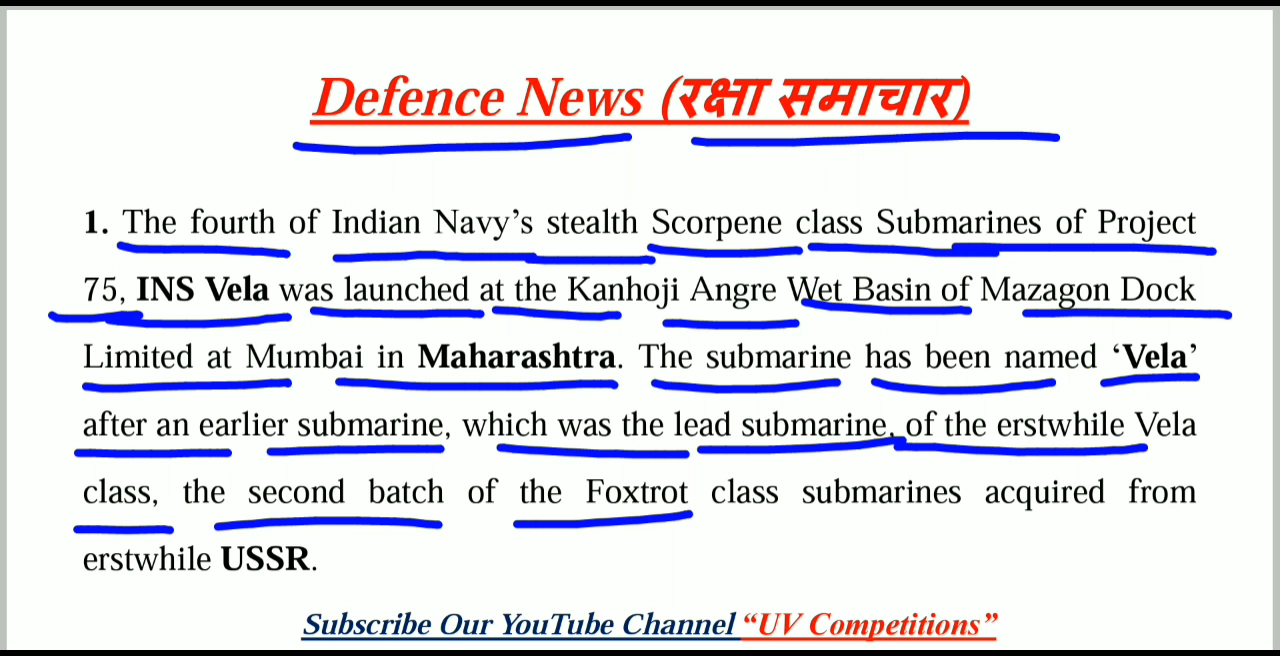 Defence News (रक्षा समाचार)
1. The fourth of Indian Navy’s stealth Scorpene class Submarines of Project
75, INS Vela was launched at the Kanhoji Angre Wet Basin of Mazagon Dock
Limited at Mumbai in Maharashtra. The submarine has been named ‘Vela’
after an earlier submarine, which was the lead submarine, of the erstwhile Vela
class, the second batch of the Foxtrot class submarines acquired from
erstwhile USSR.
Subscribe Our YouTube Channel “UV Competitions”